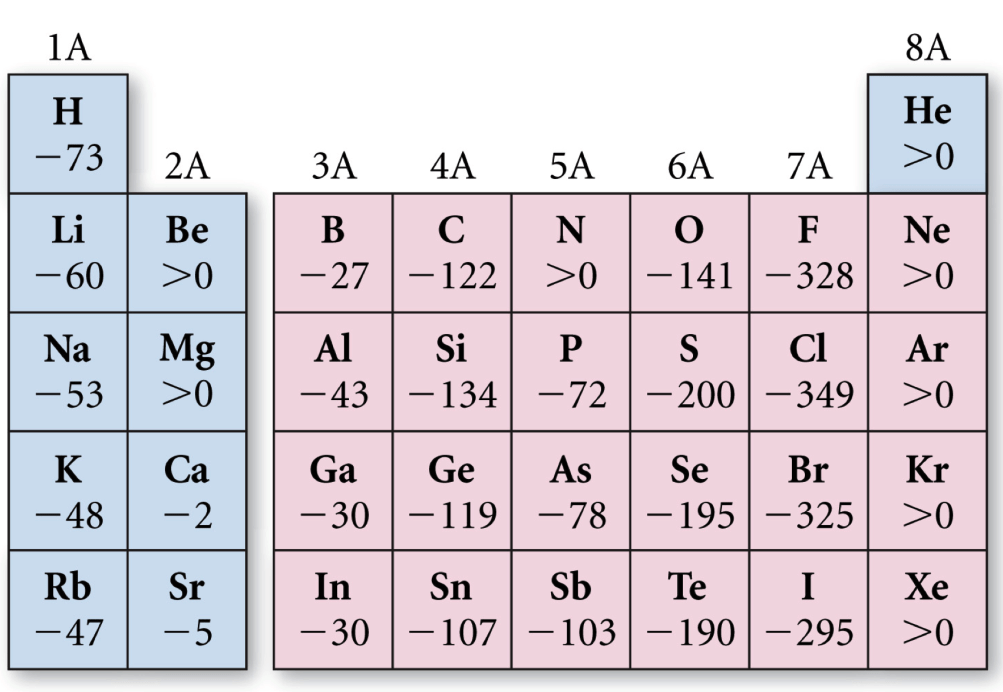 1A 8A
H He
−73 >0
2A 3A 4A 5A 6A 7A
Li Be B C N O F Ne
−60 >0 −27 −122 >0 −141 −328 >0
Na Mg Al Si P S Cl Ar
−53 >0 −43 −134 −72 −200 −349 >0
K Ca Ga Ge As Se Br Kr
−48 −2 −30 −119 −78 −195 −325 >0
Rb Sr In Sn Sb Te I Xe
−47 −5 −30 −107 −103 −190 −295 >0